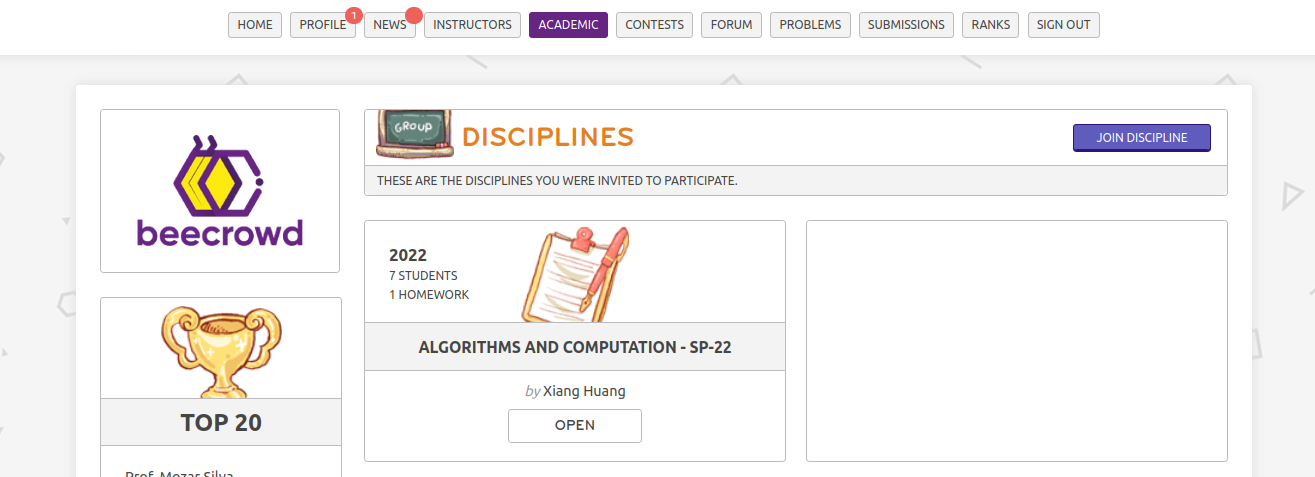 HOME PROFILE 1 NEWS INSTRUCTORS ACADEMIC CONTESTS FORUM PROBLEMS SUBMISSIONS RANKS SIGN OUT
beecrowd
GROUP
DISCIPLINES
JOIN DISCIPLINE
THESE ARE THE DISCIPLINES YOU WERE INVITED TO PARTICIPATE.
2022
7 STUDENTS
1 HOMEWORK
ALGORITHMS AND COMPUTATION - SP-22
by Xiang Huang
OPEN
TOP 20
Prof. Mozar Silva